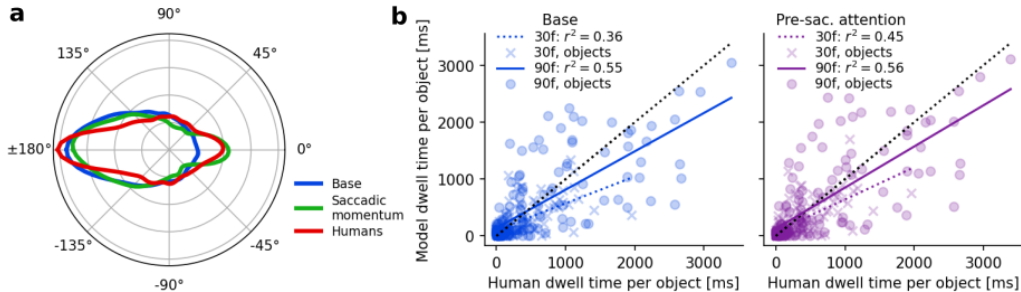 a
90°
135°
45°
±180°
0°
-135°
-45°
-90°
Base
Saccadic
momentum
Humans
b
Model dwell time per object [ms]
3000
2000
1000
0
Base
30f: r² = 0.36
30f, objects
90f: r² = 0.55
90f, objects
0
1000
2000
3000
Human dwell time per object [ms]
Pre-sac. attention
30f: r² = 0.45
30f, objects
90f: r² = 0.56
90f, objects
0
1000
2000
3000
Human dwell time per object [ms]